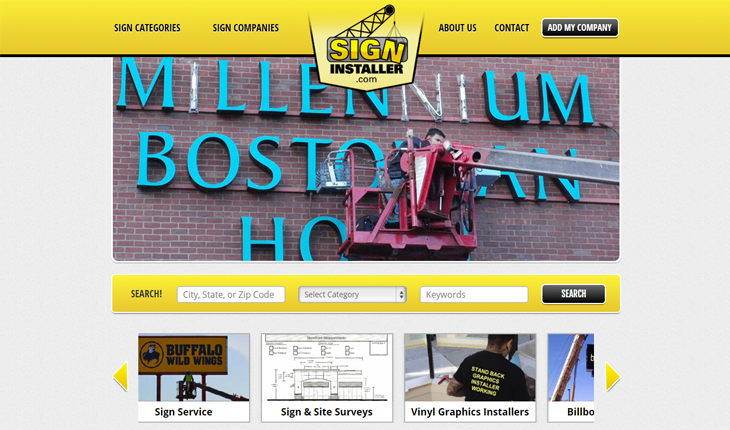 SIGN CATEGORIES
SIGN COMPANIES
SIGN
INSTALLER
.com
ABOUT US
CONTACT
ADD MY COMPANY
MILLENNIUM
BOSTONIAN
HO
SEARCH!
City, State, or Zip Code
Select Category
Keywords
SEARCH
BUFFALO
WILD WINGS
STAND BACK
GRAPHICS
INSTALLER
WORKING
Sign Service
Sign & Site Surveys
Vinyl Graphics Installers
Billbo